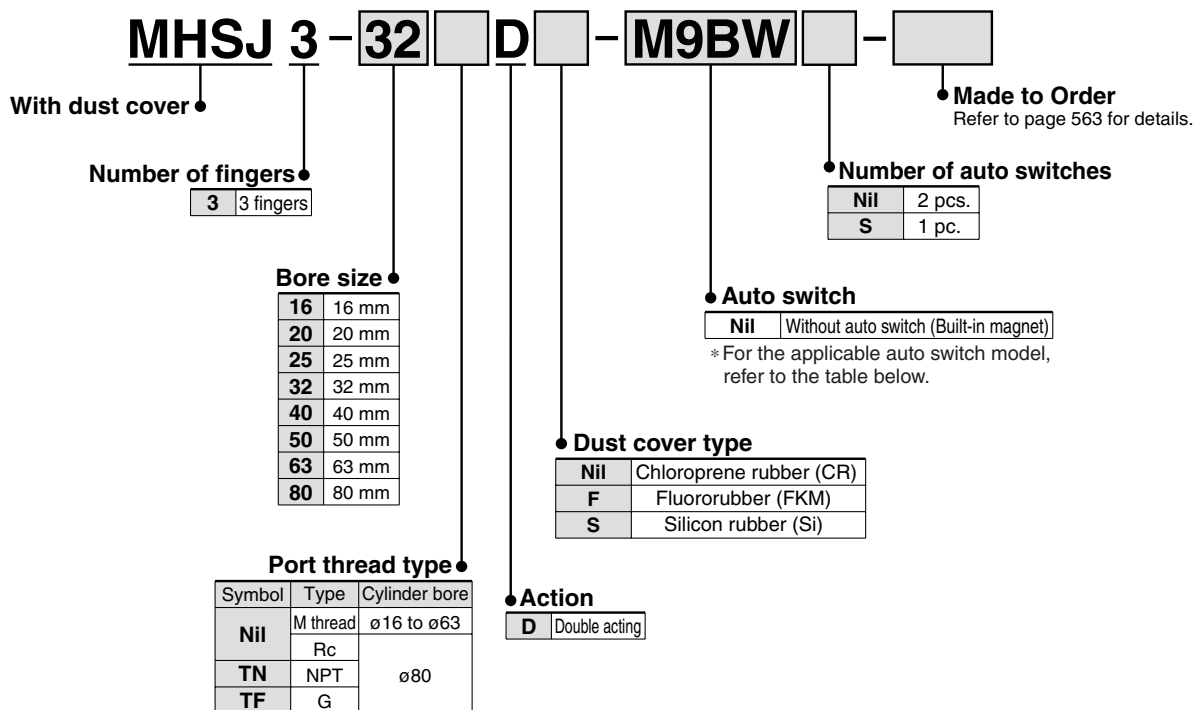 MHSJ 3 - 32 D - M9BW -
With dust cover
Made to Order
Refer to page 563 for details.
Number of fingers
3 3 fingers
Number of auto switches
Nil 2 pcs.
S 1 pc.
Bore size
16 16 mm
20 20 mm
25 25 mm
32 32 mm
40 40 mm
50 50 mm
63 63 mm
80 80 mm
Auto switch
Nil Without auto switch (Built-in magnet)
* For the applicable auto switch model,
refer to the table below.
Dust cover type
Nil Chloroprene rubber (CR)
F Fluororubber (FKM)
S Silicon rubber (Si)
Port thread type
Symbol Type Cylinder bore
Nil M thread ø16 to ø63
Rc
TN NPT ø80
TF G
Action
D Double acting